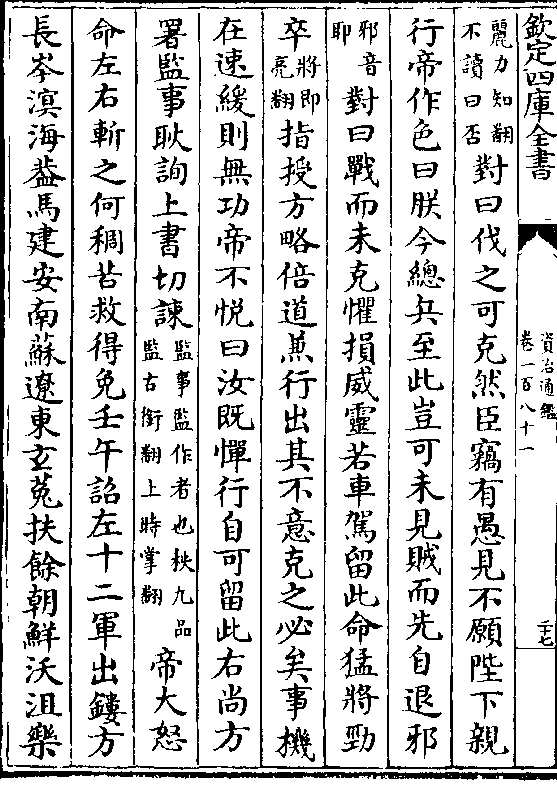 欽定四庫全書
資治通鑑
卷一百八十一
二十七
麗力知翻
不讀曰否
對曰伐之可克然臣竊有愚見不願陛下親
行帝作色曰朕今總兵至此豈可未見賊而先自退邪
邪音
耶
對曰戰而未克懼損威靈若車駕留此命猛將勁
卒
將即
亮翻
指授方略倍道兼行出其不意克之必矣事機
在速緩則無功帝不悅曰汝既憚行自可留此右尚方
署監事耿詢上書切諫
監事監作者也秩九品
監古銜翻上時掌翻
帝大怒
命左右斬之何稠苦救得免壬午詔左十二軍出鏤方
長岑溟海蓋馬建安南蘇遼東玄菟扶餘朝鮮沃沮樂